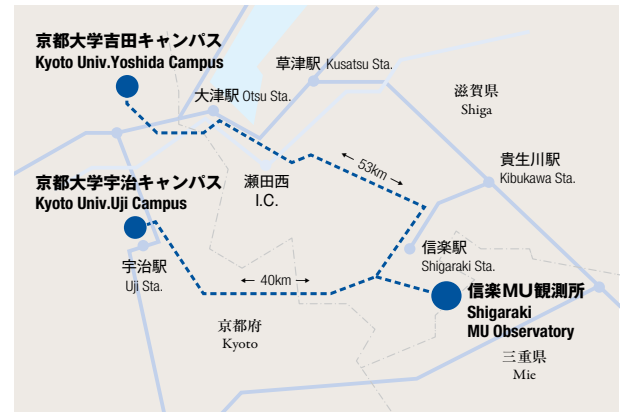 京都大学吉田キャンパス
Kyoto Univ.Yoshida Campus
草津駅 Kusatsu Sta.
大津駅 Otsu Sta.
滋賀県
Shiga
53km
貴生川駅
Kibukawa Sta.
京都大学宇治キャンパス
Kyoto Univ.Uji Campus
瀬田西
I.C.
信楽駅
Shigaraki Sta.
宇治駅
Uji Sta.
40km
信楽MU観測所
Shigaraki
MU Observatory
京都府
Kyoto
三重県
Mie